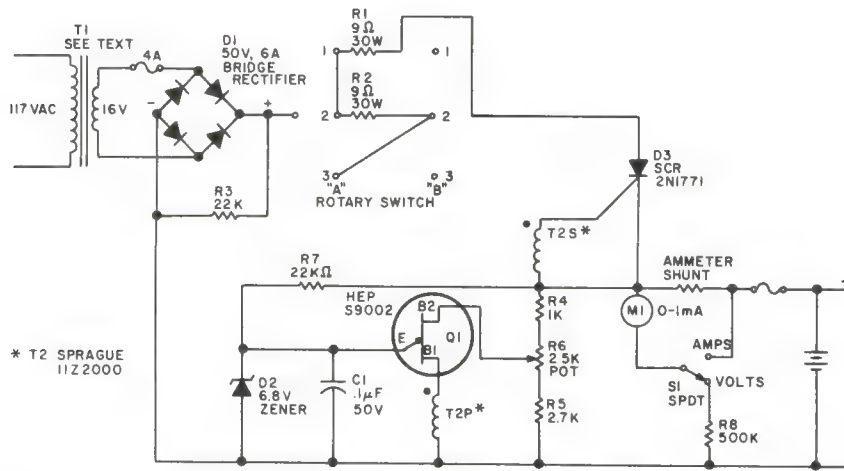 T1
SEE TEXT
4A
D1
50V, 6A
BRIDGE
RECTIFIER
117VAC
16V
-
+
R3
22K
R1
9Ω
30W
R2
9Ω
30W
1
1
2
2
3
3
"A"
"B"
ROTARY SWITCH
D3
SCR
2N1771
T2S*
R7
22KΩ
HEP
S9002
B2
E
B1
Q1
R4
1K
R6
2.5K
POT
R5
2.7K
AMMETER
SHUNT
+
M1
0-1mA
AMPS
VOLTS
S1
SPDT
R8
500K
* T2 SPRAGUE
11Z2000
D2
6.8V
ZENER
C1
.1μF
50V
T2P*